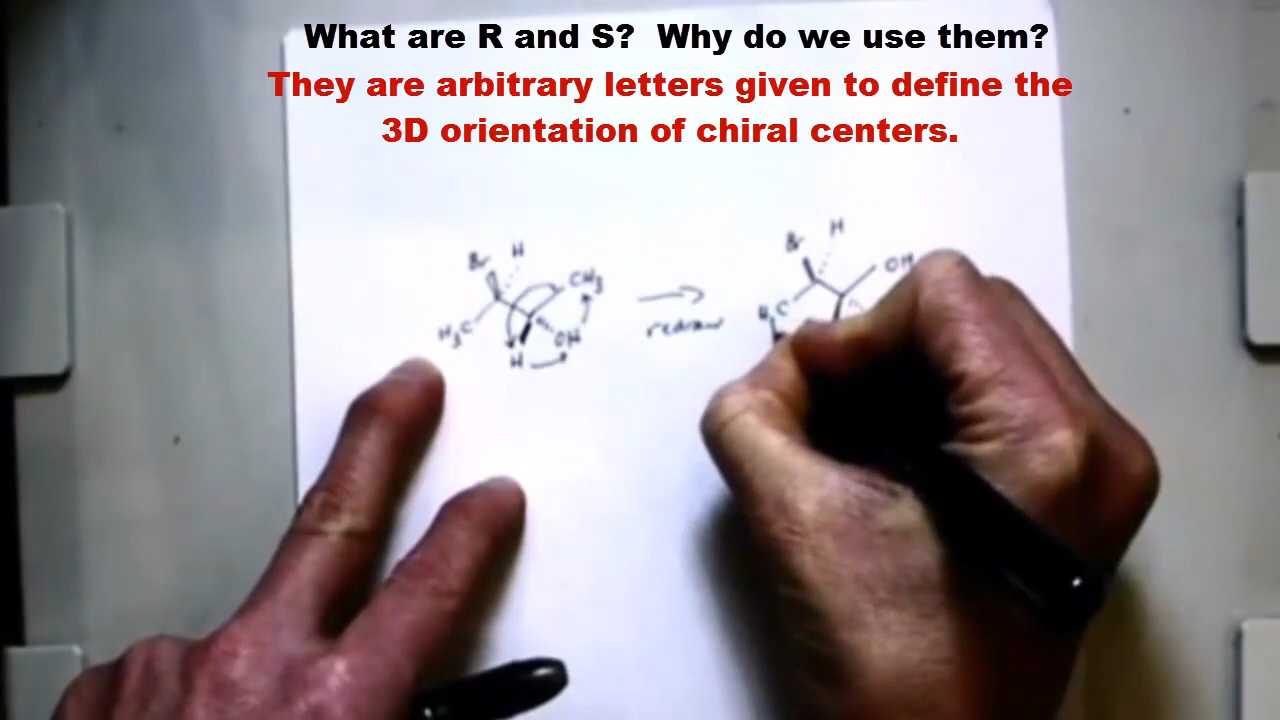 What are R and S?  Why do we use them?
They are arbitrary letters given to define the
3D orientation of chiral centers.
Br H
CH3
H3C
OH
H
redraw
Br H
OH
H3C